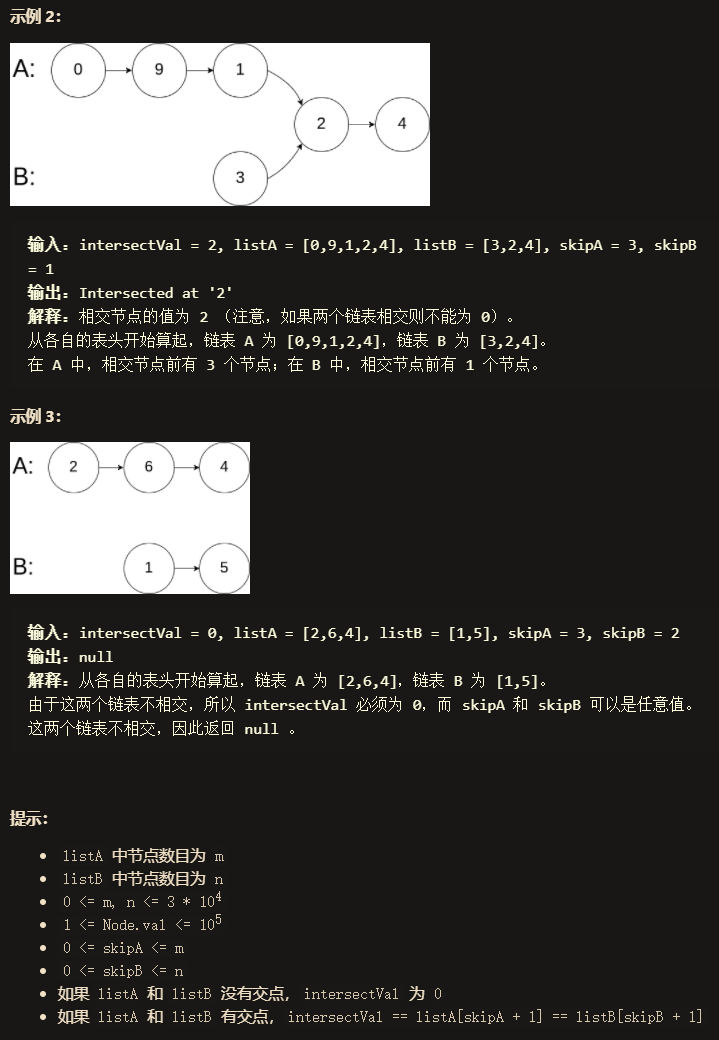 示例 2:
A: 0 9 1
2 4
B: 3
输入: intersectVal = 2, listA = [0,9,1,2,4], listB = [3,2,4], skipA = 3, skipB
= 1
输出: Intersected at '2'
解释: 相交节点的值为 2 （注意，如果两个链表相交则不能为 0）。
从各自的表头开始算起，链表 A 为 [0,9,1,2,4]，链表 B 为 [3,2,4]。
在 A 中，相交节点前有 3 个节点；在 B 中，相交节点前有 1 个节点。
示例 3:
A: 2 6 4
B: 1 5
输入: intersectVal = 0, listA = [2,6,4], listB = [1,5], skipA = 3, skipB = 2
输出: null
解释: 从各自的表头开始算起，链表 A 为 [2,6,4]，链表 B 为 [1,5]。
由于这两个链表不相交，所以 intersectVal 必须为 0，而 skipA 和 skipB 可以是任意值。
这两个链表不相交，因此返回 null 。
提示:
• listA 中节点数目为 m
• listB 中节点数目为 n
• 0 <= m, n <= 3 * 10⁴
• 1 <= Node.val <= 10⁵
• 0 <= skipA <= m
• 0 <= skipB <= n
• 如果 listA 和 listB 没有交点, intersectVal 为 0
• 如果 listA 和 listB 有交点, intersectVal == listA[skipA + 1] == listB[skipB + 1]